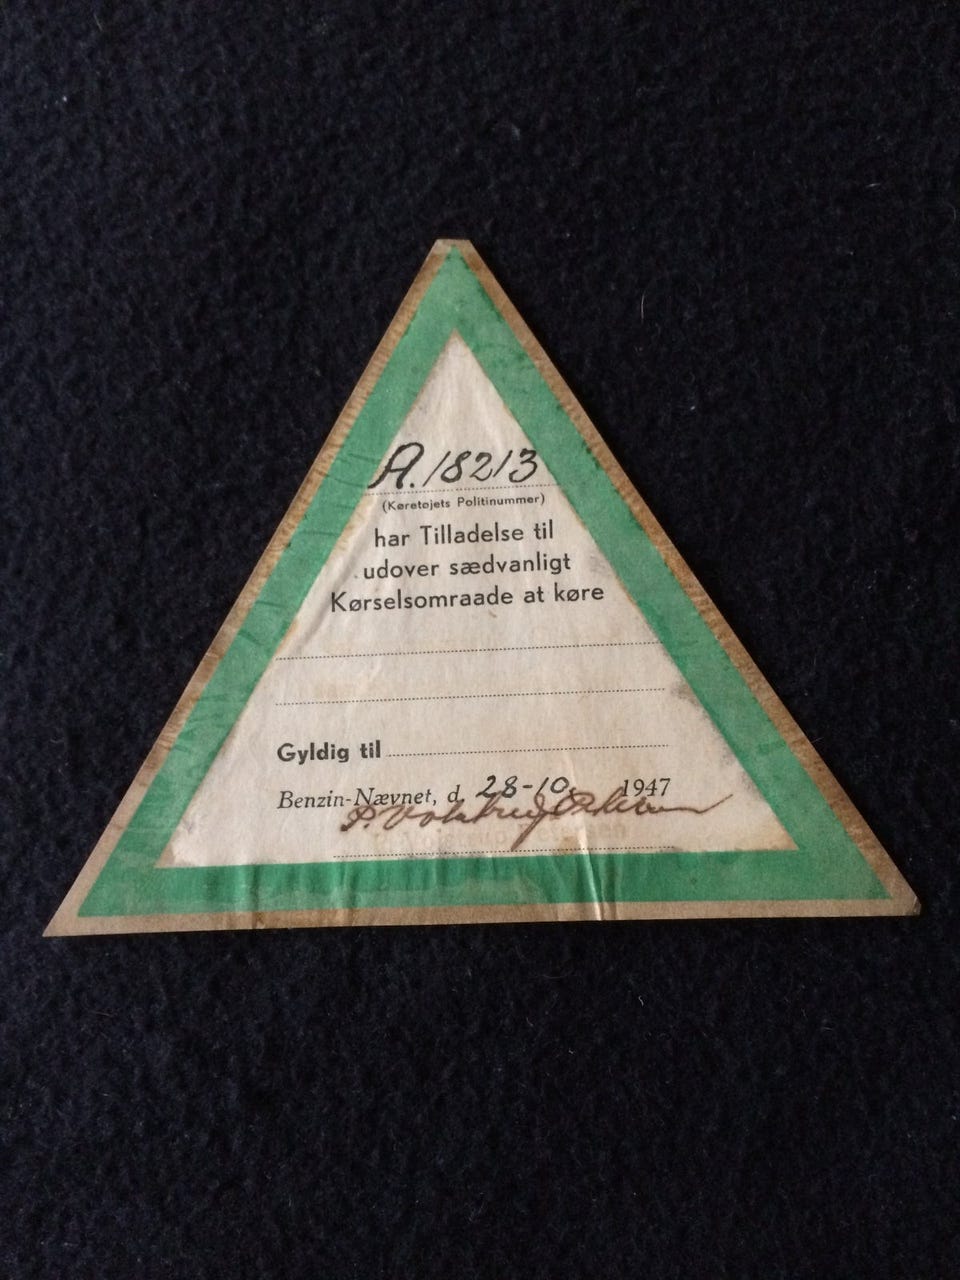 A. 18213
(Køretøjets Politinummer)
har Tilladelse til
udover sædvanligt
Kørselsomraade at køre
Gyldig til
Benzin-Nævnet, d. 28-10. 1947
P.